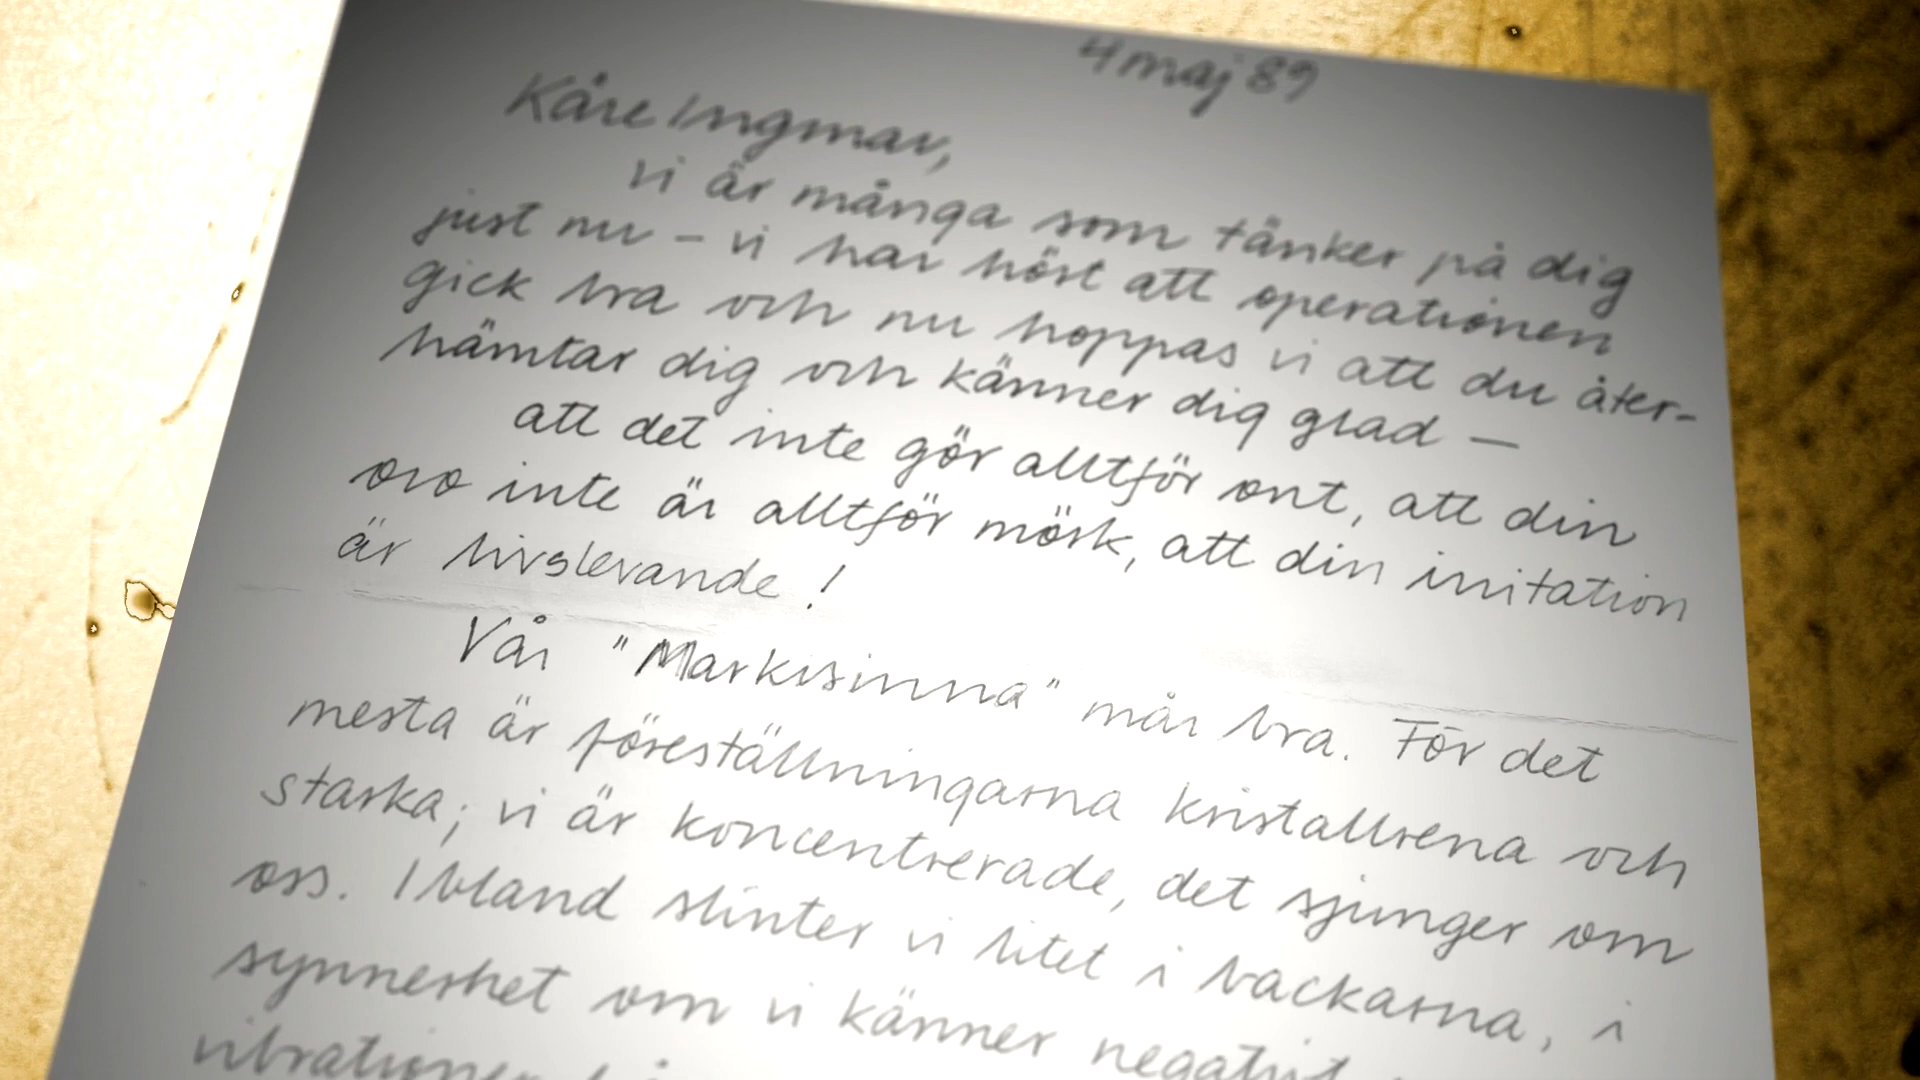 4 maj 89
Kåre Ingmar,
vi är många som tänker på dig
just nu – vi har hört att operationen
gick bra och nu hoppas vi att du åter-
hämtar dig och känner dig glad —
att det inte gör alltför ont, att din
oro inte är alltför mörk, att din irritation
är livslevande!
Vår "Markisinna" mår bra. För det
mesta är föreställningarna kristallrena och
starka; vi är koncentrerade, det sjunger om
oss. Ibland slinter vi litet i backarna, i
synnerhet om vi känner negativt
vibrationer